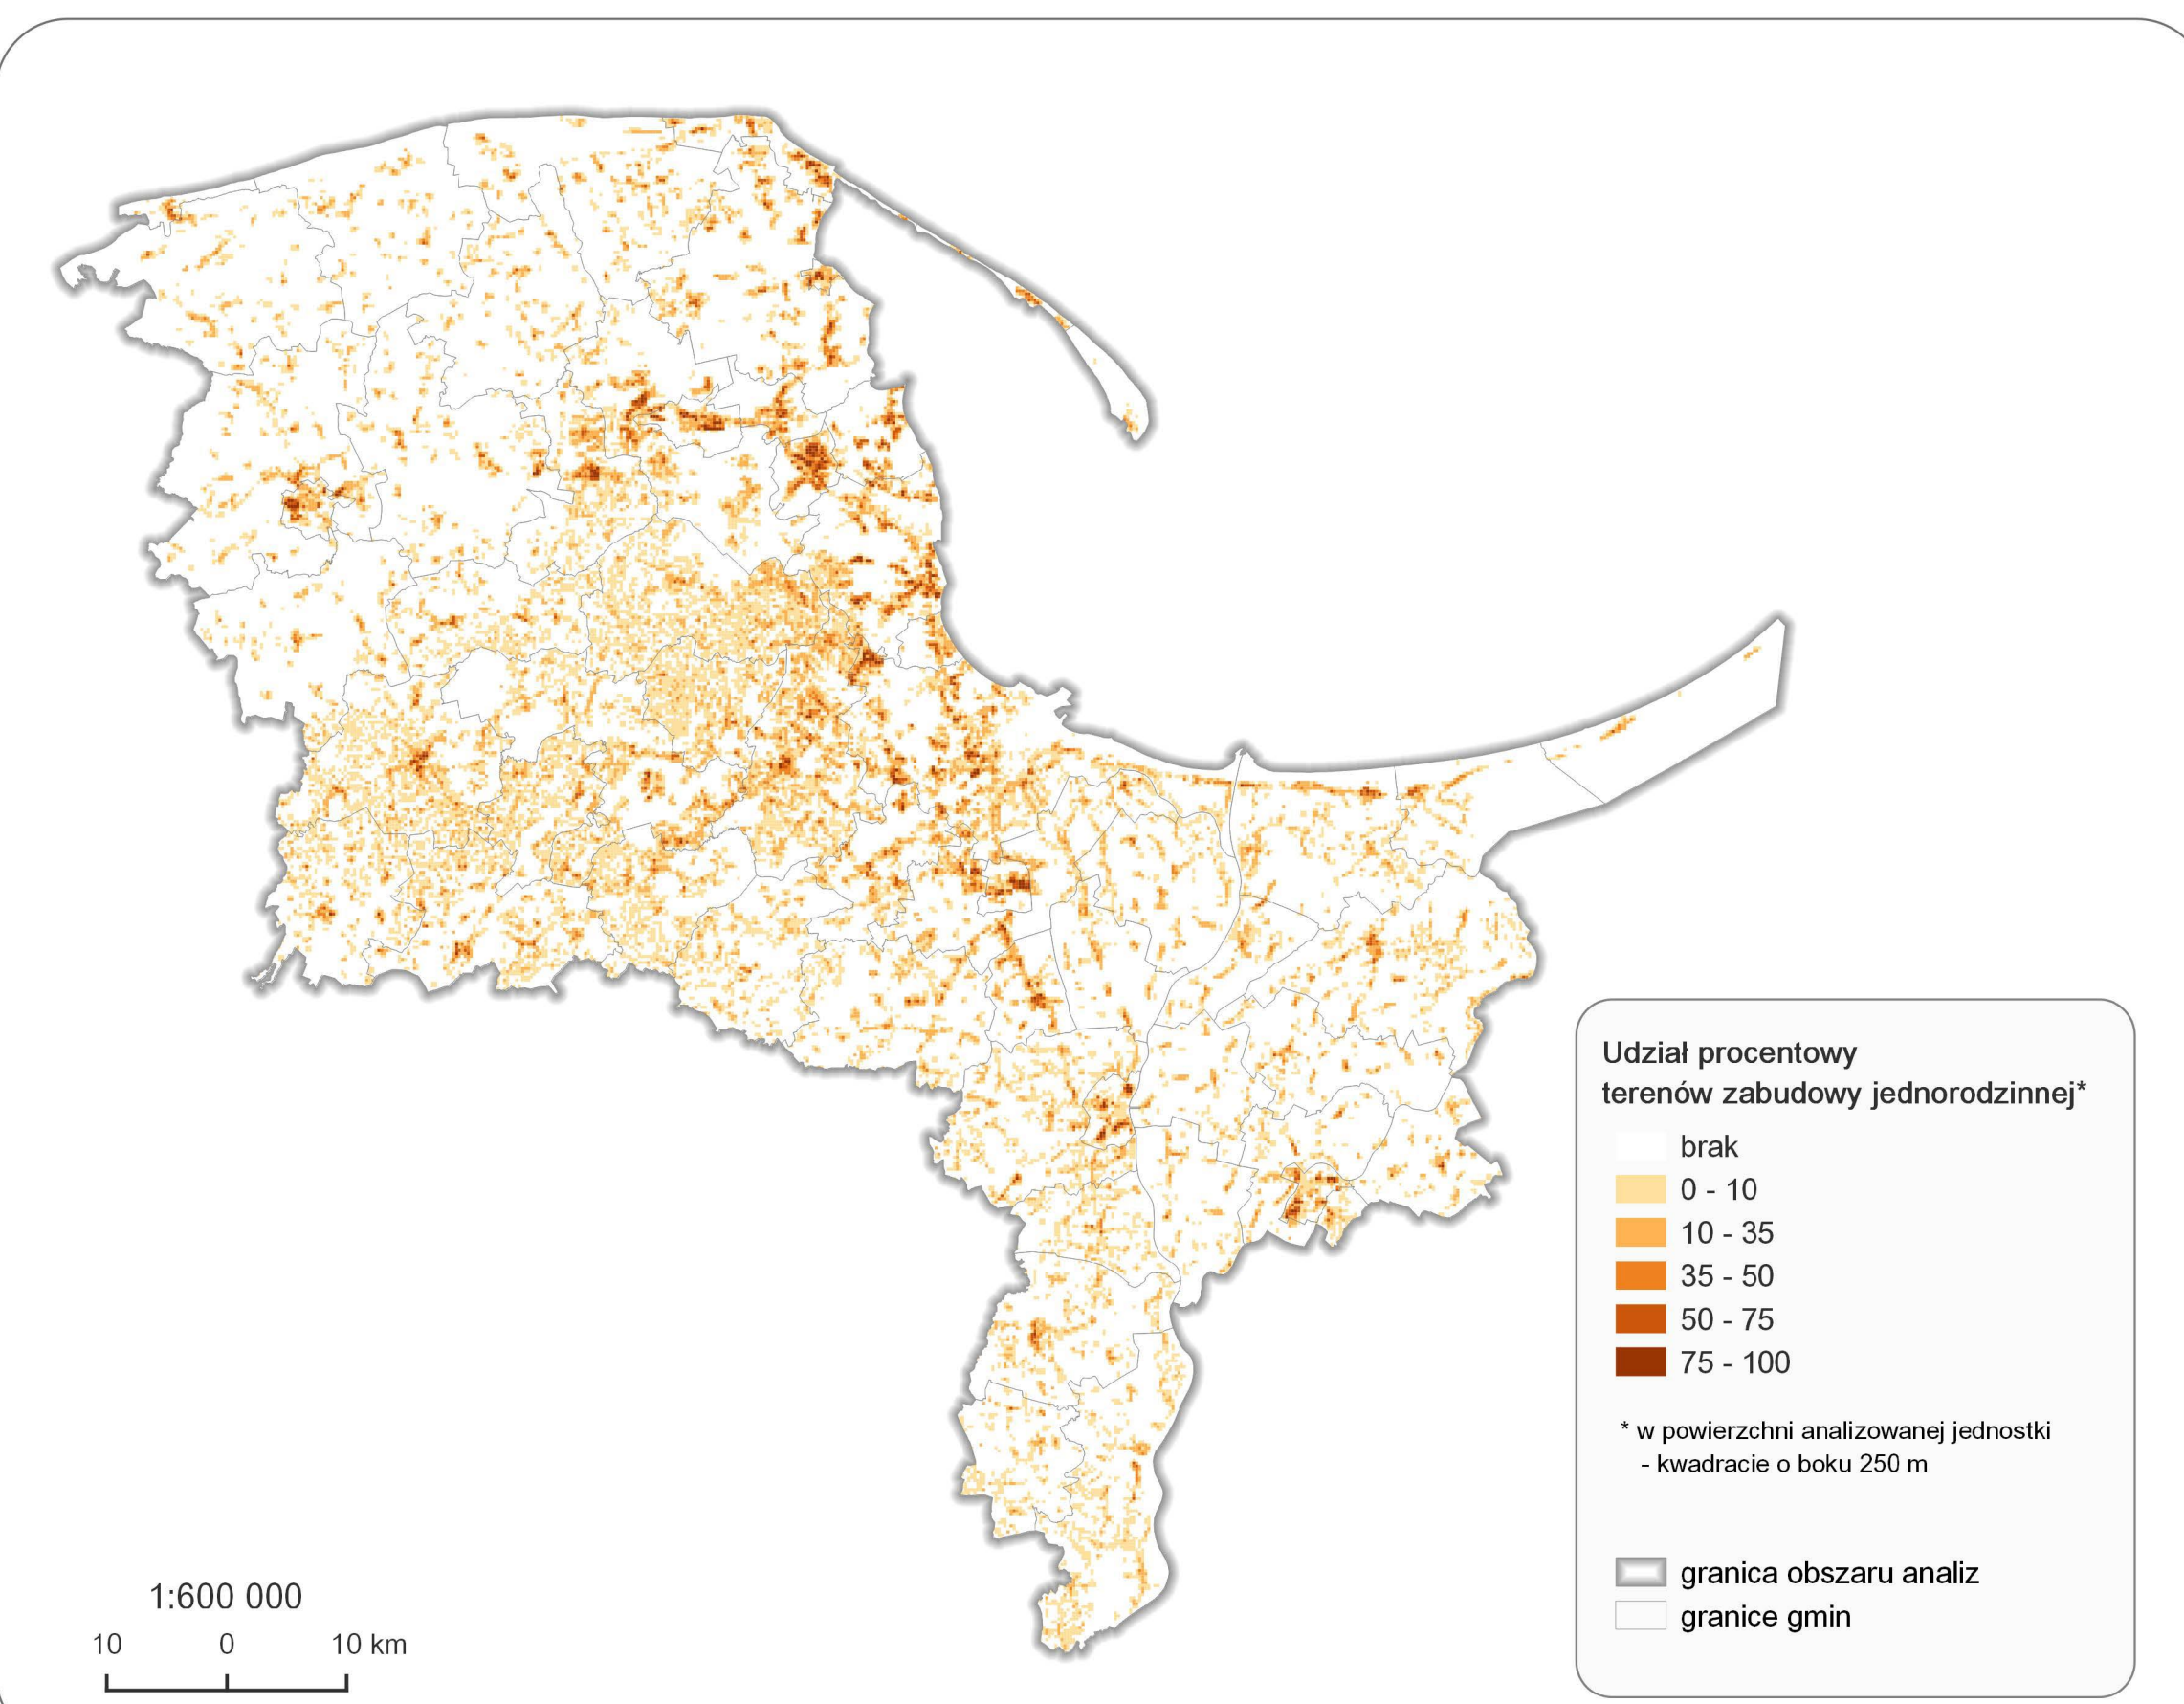 Udział procentowy
terenów zabudowy jednorodzinnej*
brak
0 - 10
10 - 35
35 - 50
50 - 75
75 - 100
* w powierzchni analizowanej jednostki
- kwadracie o boku 250 m
granica obszaru analiz
granice gmin
1:600 000
10 0 10 km